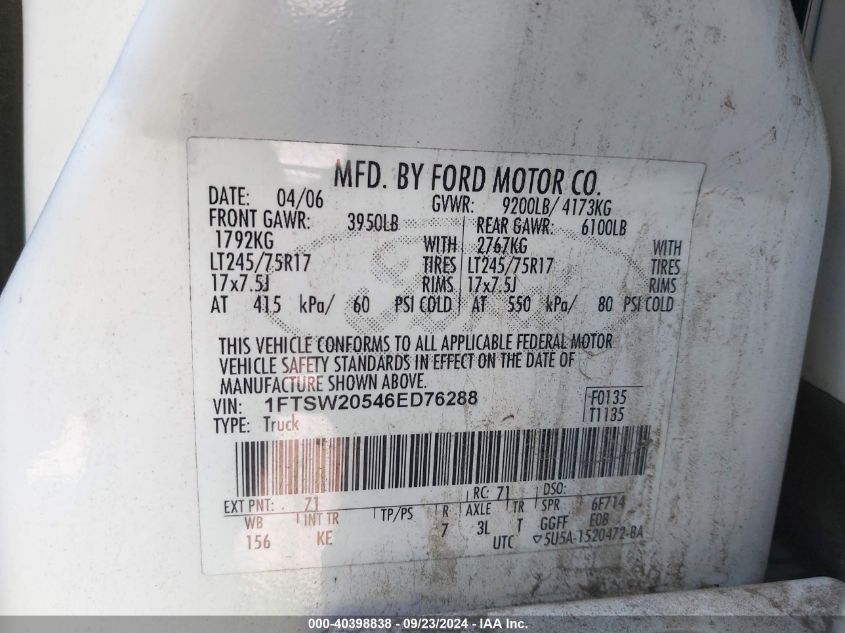 MFD. BY FORD MOTOR CO.
DATE: 04/06 GVWR: 9200LB/ 4173KG
FRONT GAWR: 3950LB REAR GAWR: 6100LB
1792KG WITH 2767KG WITH
LT245/75R17 TIRES LT245/75R17 TIRES
17x7.5J RIMS 17x7.5J RIMS
AT 415 kPa/ 60 PSI COLD AT 550 kPa/ 80 PSI COLD
THIS VEHICLE CONFORMS TO ALL APPLICABLE FEDERAL MOTOR
VEHICLE SAFETY STANDARDS IN EFFECT ON THE DATE OF
MANUFACTURE SHOWN ABOVE.
VIN: 1FTSW20546ED76288 F0135
TYPE: Truck T1135
RC: 71 DSO:
EXT PNT: 71 6F714
WB INT TR TP/PS R AXLE TR SPR E0B
156 KE 7 3L T GGFF
UTC ▽5U5A-1520472-BA
000-40398838 - 09/23/2024 - IAA Inc.